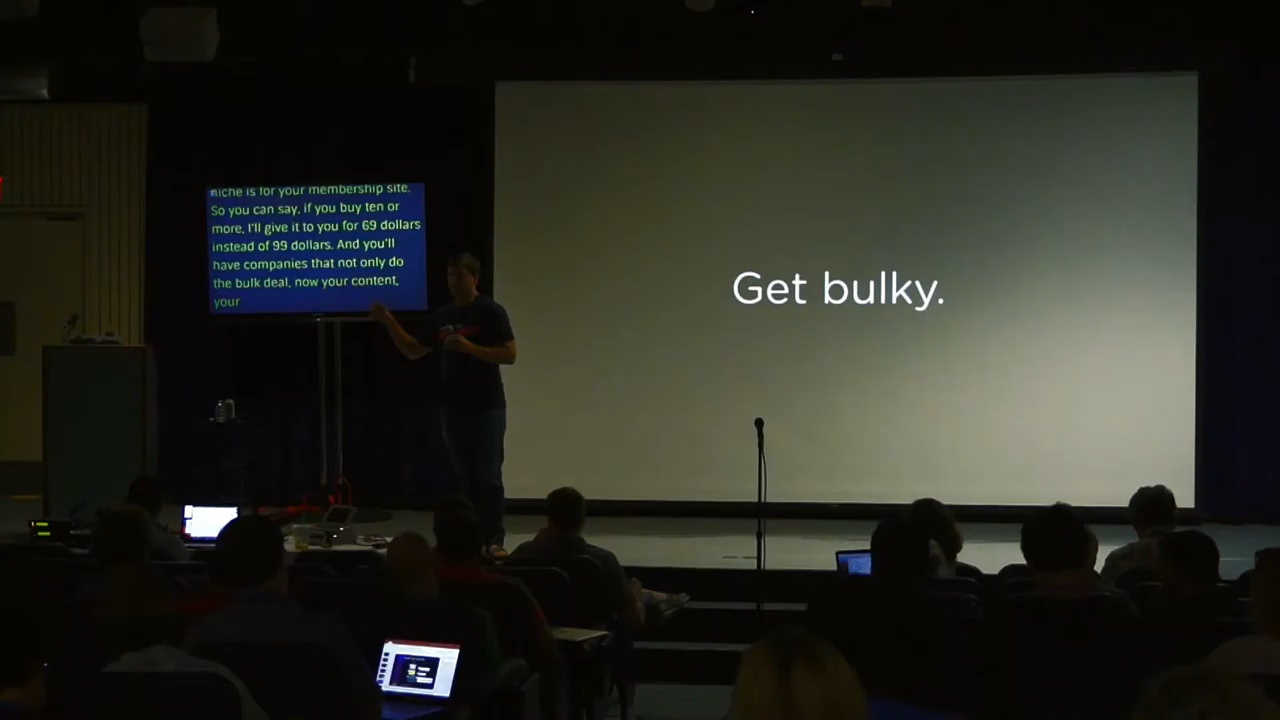 Niche is for your membership site.
So you can say, if you buy ten or
more, I'll give it to you for 69 dollars
instead of 99 dollars. And you'll
have companies that not only do
the bulk deal, now your content,
your
Get bulky.